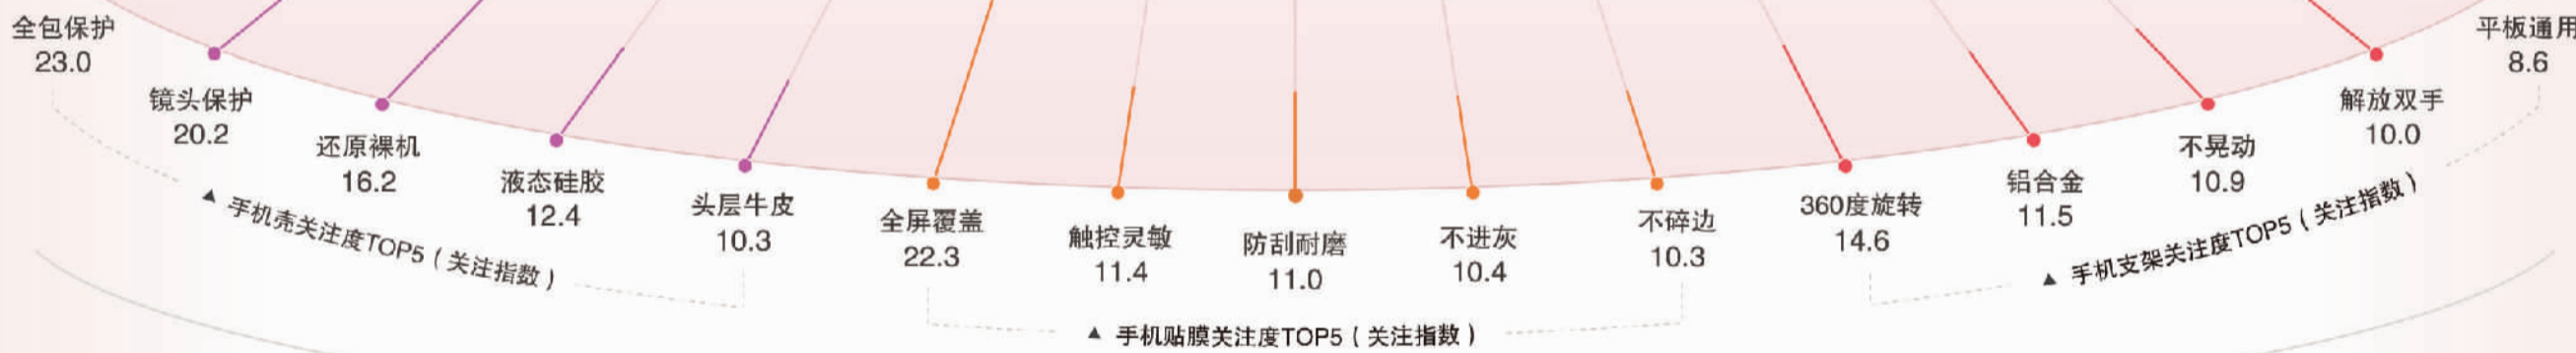 全包保护
23.0
镜头保护
20.2
还原裸机
16.2
液态硅胶
12.4
头层牛皮
10.3
▲ 手机壳关注度TOP5（关注指数）
全屏覆盖
22.3
触控灵敏
11.4
防刮耐磨
11.0
不进灰
10.4
不碎边
10.3
▲ 手机贴膜关注度TOP5（关注指数）
360度旋转
14.6
铝合金
11.5
不晃动
10.9
解放双手
10.0
平板通用
8.6
▲ 手机支架关注度TOP5（关注指数）